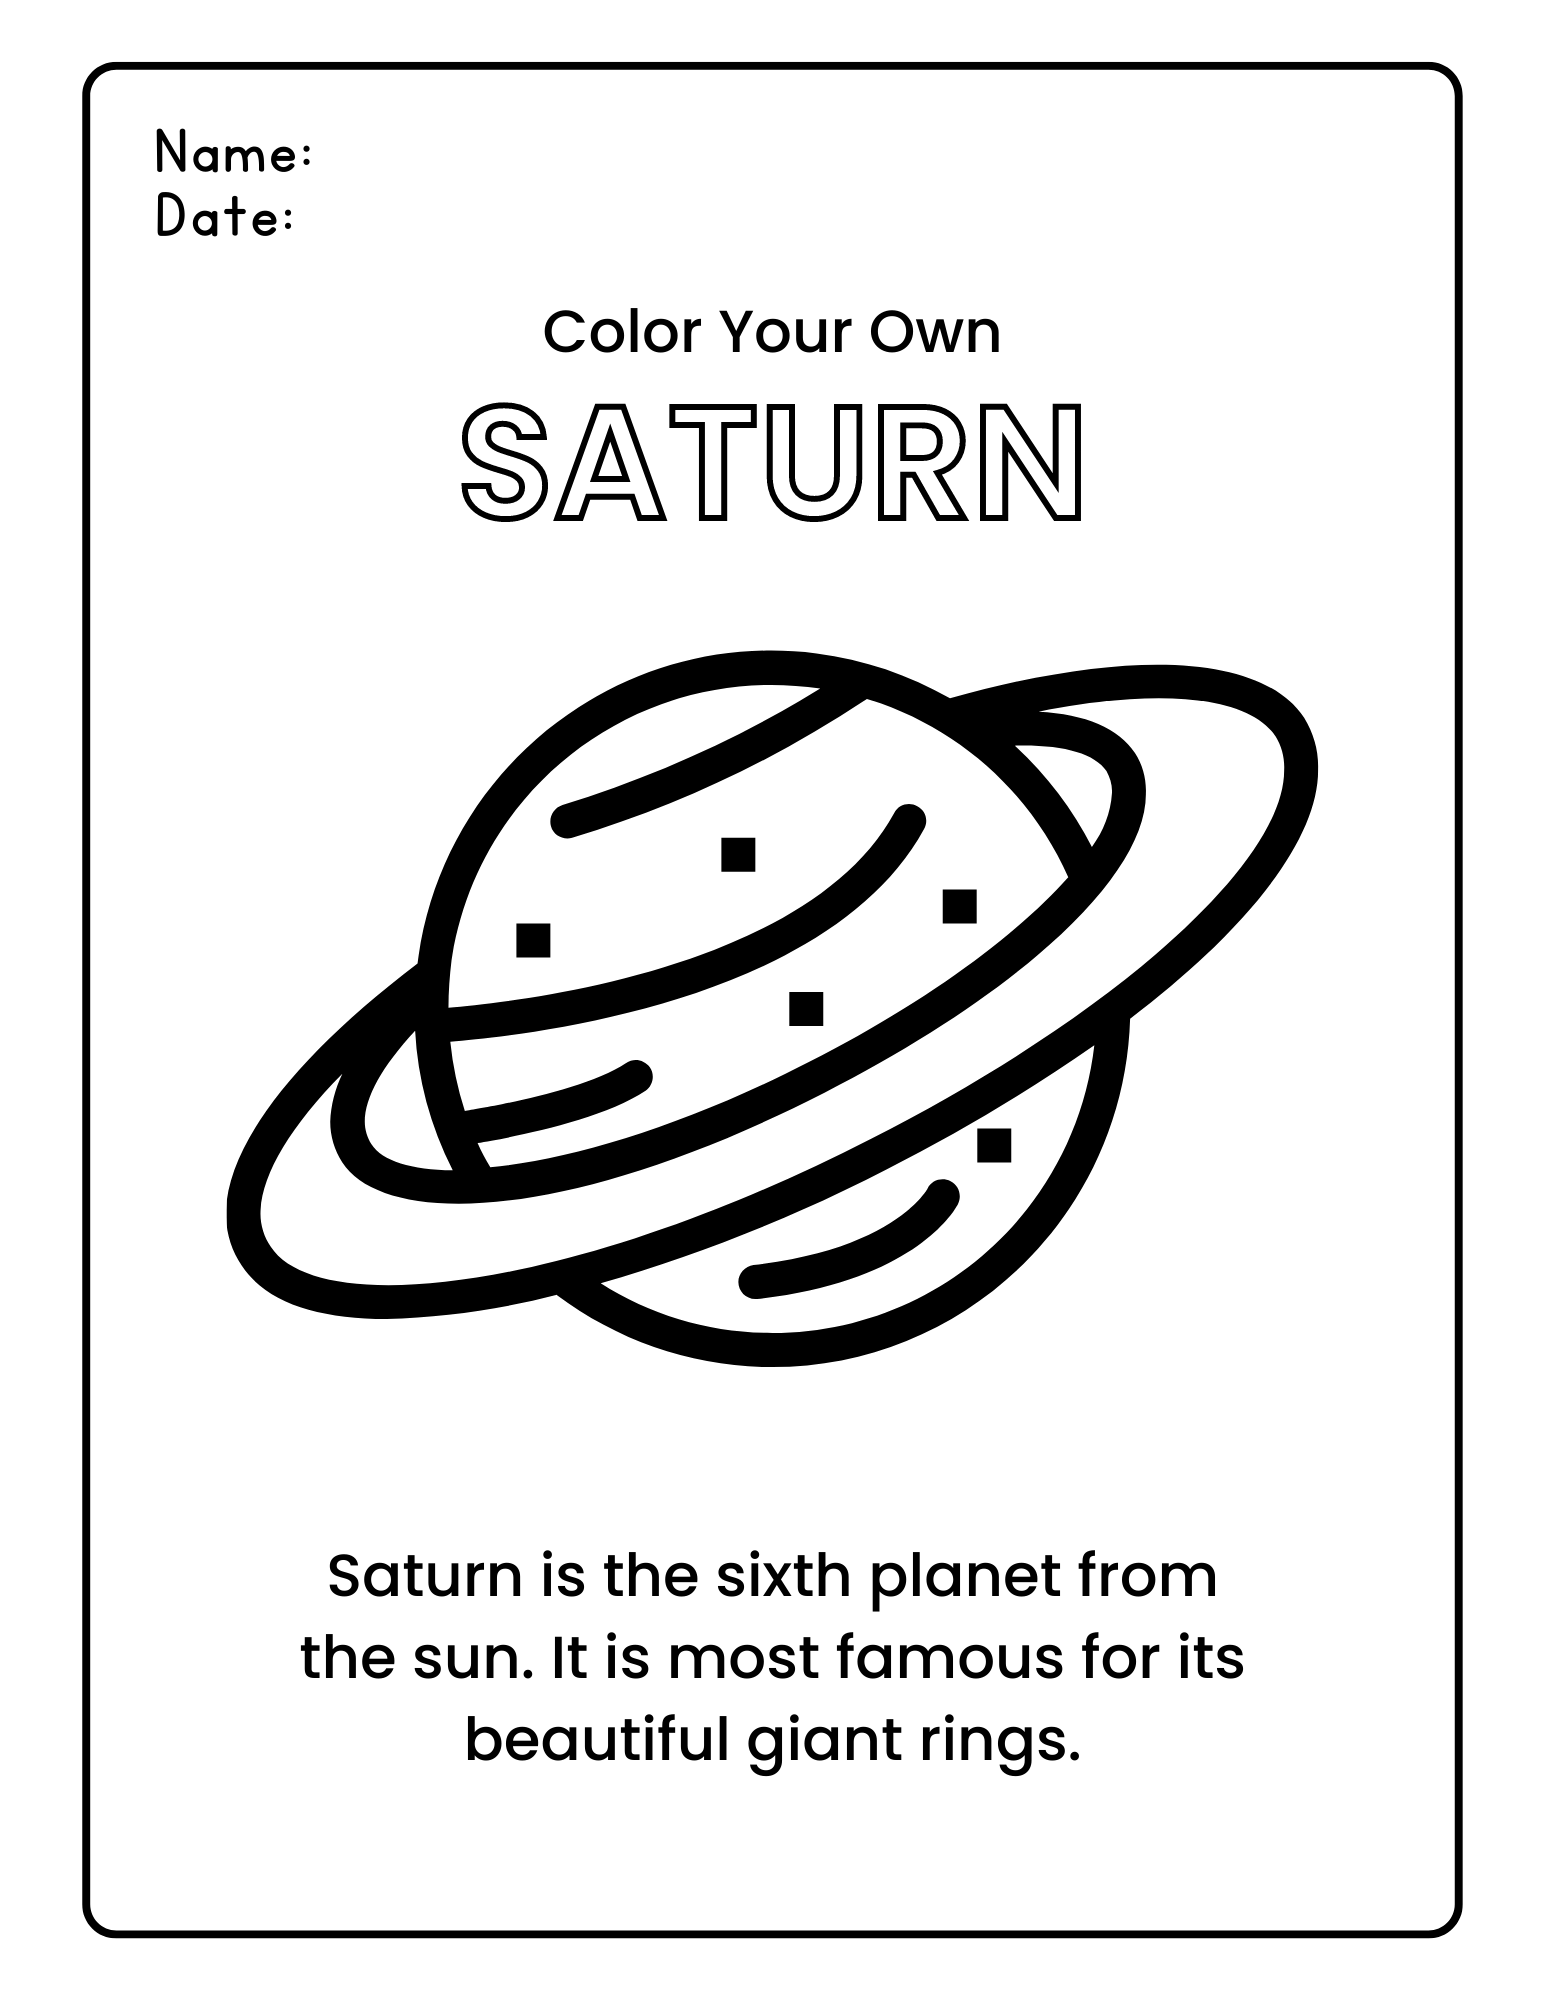 Name:
Date:
Color Your Own
SATURN
Saturn is the sixth planet from
the sun. It is most famous for its
beautiful giant rings.